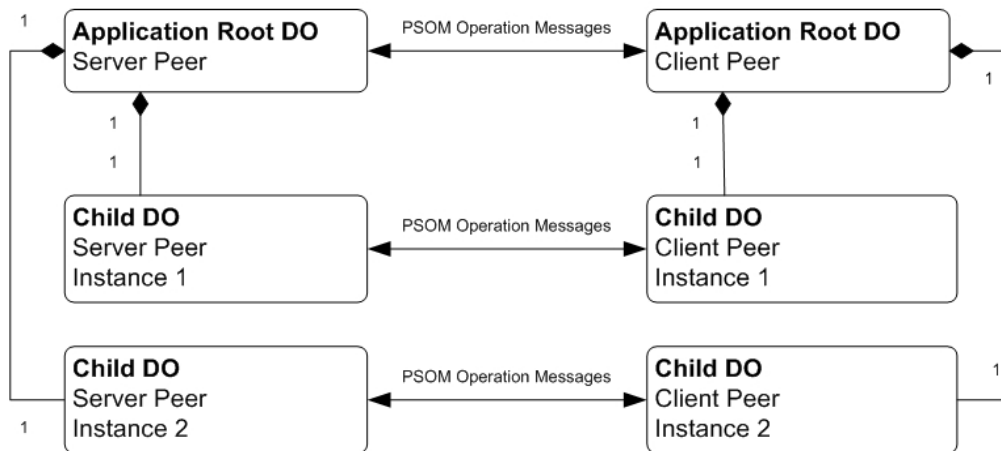 1
Application Root DO
Server Peer
PSOM Operation Messages
Application Root DO
Client Peer
1
1
1
1
1
Child DO
Server Peer
Instance 1
PSOM Operation Messages
Child DO
Client Peer
Instance 1
Child DO
Server Peer
Instance 2
PSOM Operation Messages
Child DO
Client Peer
Instance 2
1
1